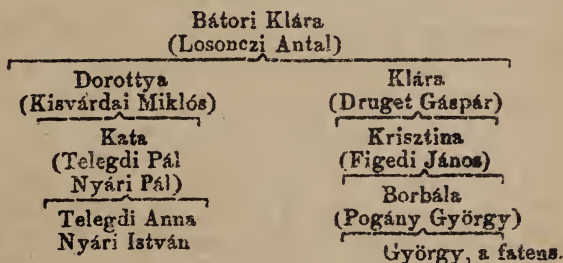 Bátori Klára
(Losonczi Antal)
Dorottya
(Kisvárdai Miklós)
Kata
(Telegdi Pál
Nyári Pál)
Telegdi Anna
Nyári István
Klára
(Druget Gáspár)
Krisztina
(Figedi János)
Borbála
(Pogány György)
György, a fatens.